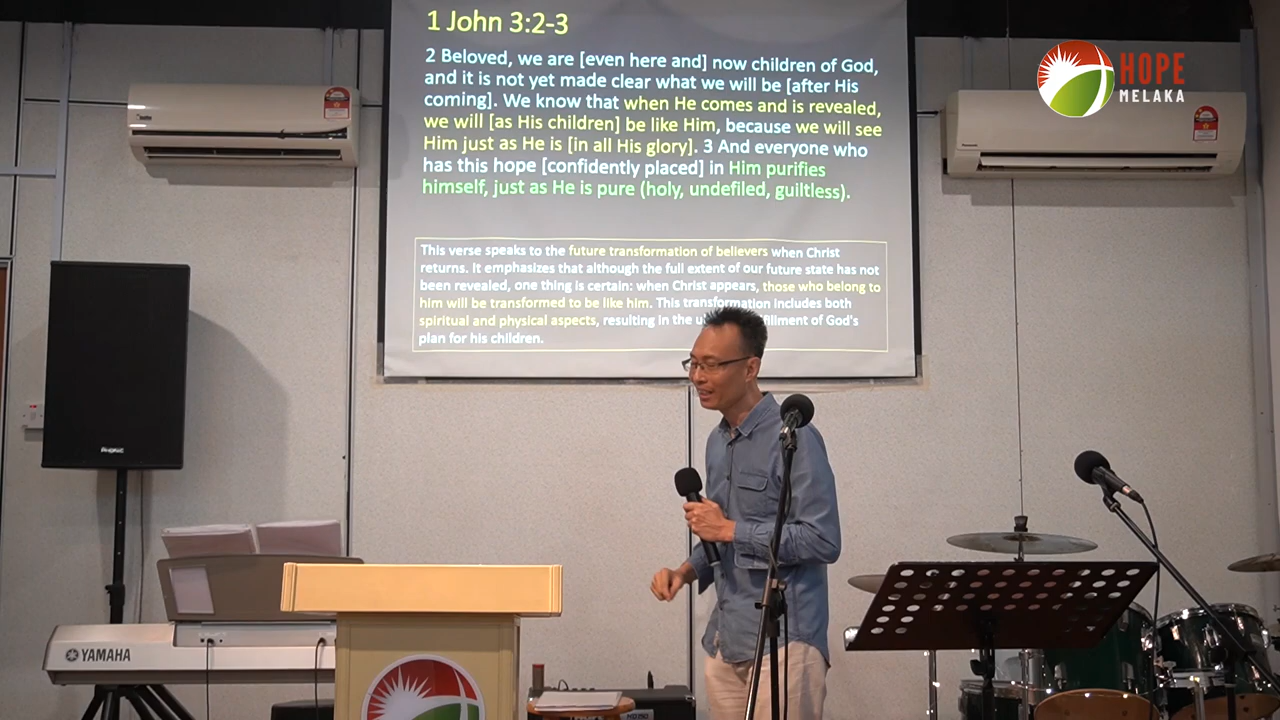 1 John 3:2-3
2 Beloved, we are [even here and] now children of God,
and it is not yet made clear what we will be [after His
coming]. We know that when He comes and is revealed,
we will [as His children] be like Him, because we will see
Him just as He is [in all His glory]. 3 And everyone who
has this hope [confidently placed] in Him purifies
himself, just as He is pure (holy, undefiled, guiltless).
This verse speaks to the future transformation of believers when Christ
returns. It emphasizes that although the full extent of our future state has not
been revealed, one thing is certain: when Christ appears, those who belong to
him will be transformed to be like him. This transformation includes both
spiritual and physical aspects, resulting in the of God's
plan for his children.
HOPE
MELAKA
PHONIC
YAMAHA